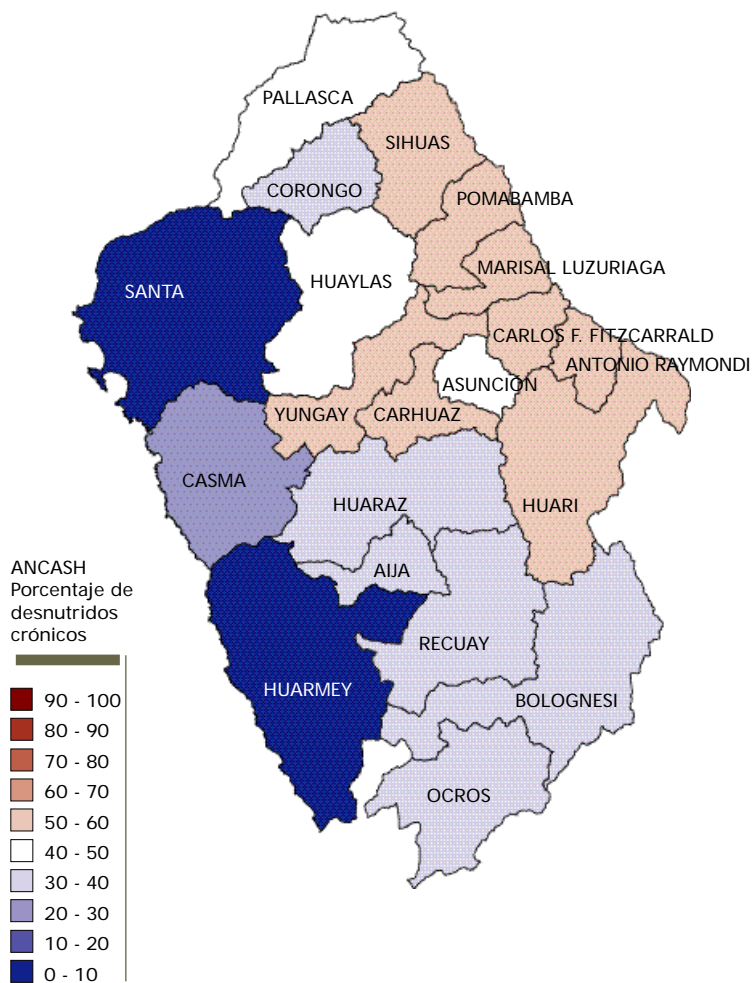 PALLASCA
SIHUAS
CORONGO
POMABAMBA
MARISAL LUZURIAGA
HUAYLAS
SANTA
CARLOS F. FITZCARRALD
ANTONIO RAYMONDI
ASUNCION
YUNGAY
CARHUAZ
CASMA
HUARAZ
HUARI
AIJA
RECUAY
HUARMEY
BOLOGNESI
OCROS
ANCASH
Porcentaje de
desnutridos
crónicos
90 - 100
80 - 90
70 - 80
60 - 70
50 - 60
40 - 50
30 - 40
20 - 30
10 - 20
0 - 10